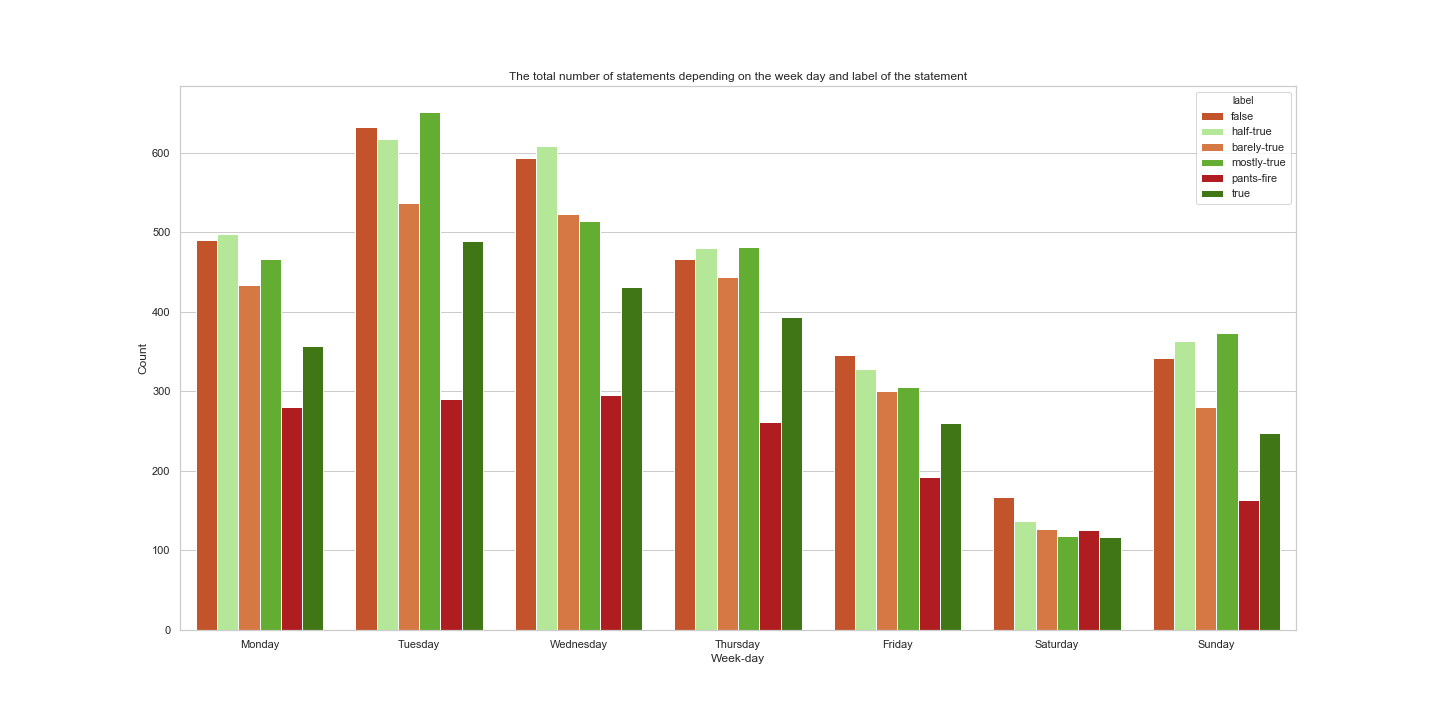 The total number of statements depending on the week day and label of the statement
label
false
half-true
barely-true
mostly-true
pants-fire
true
Count
600
500
400
300
200
100
0
Monday Tuesday Wednesday Thursday Friday Saturday Sunday
Week-day